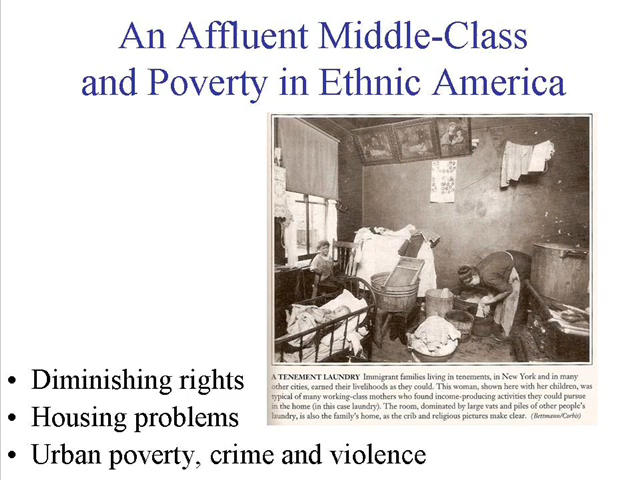 An Affluent Middle-Class
and Poverty in Ethnic America
A TENEMENT LAUNDRY Immigrant families living in tenements, in New York and in many
other cities, earned their livelihoods as they could. This woman, shown here with her children, was
typical of many working-class mothers who found income-producing activities they could pursue
in the home (in this case laundry). The room, dominated by large vats and piles of other people's
laundry, is also the family's home, as the crib and religious pictures make clear. (Bettmann/Corbis)
• Diminishing rights
• Housing problems
• Urban poverty, crime and violence